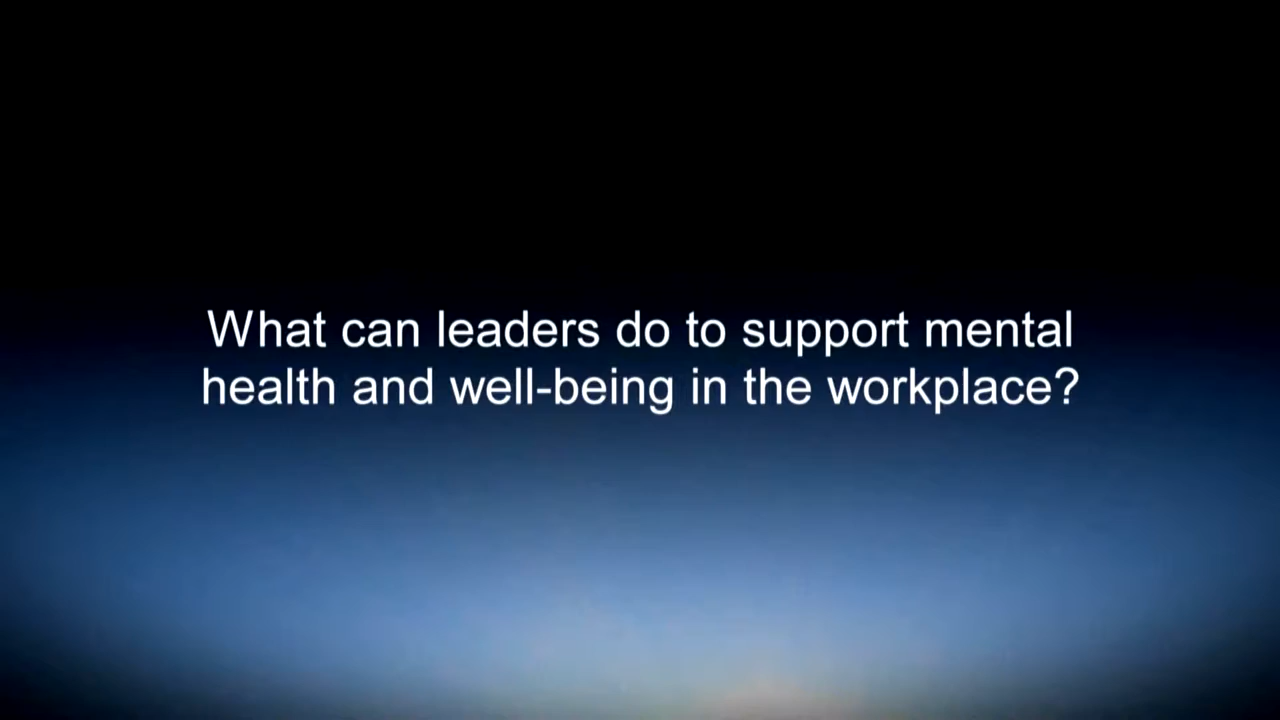 What can leaders do to support mental
health and well-being in the workplace?